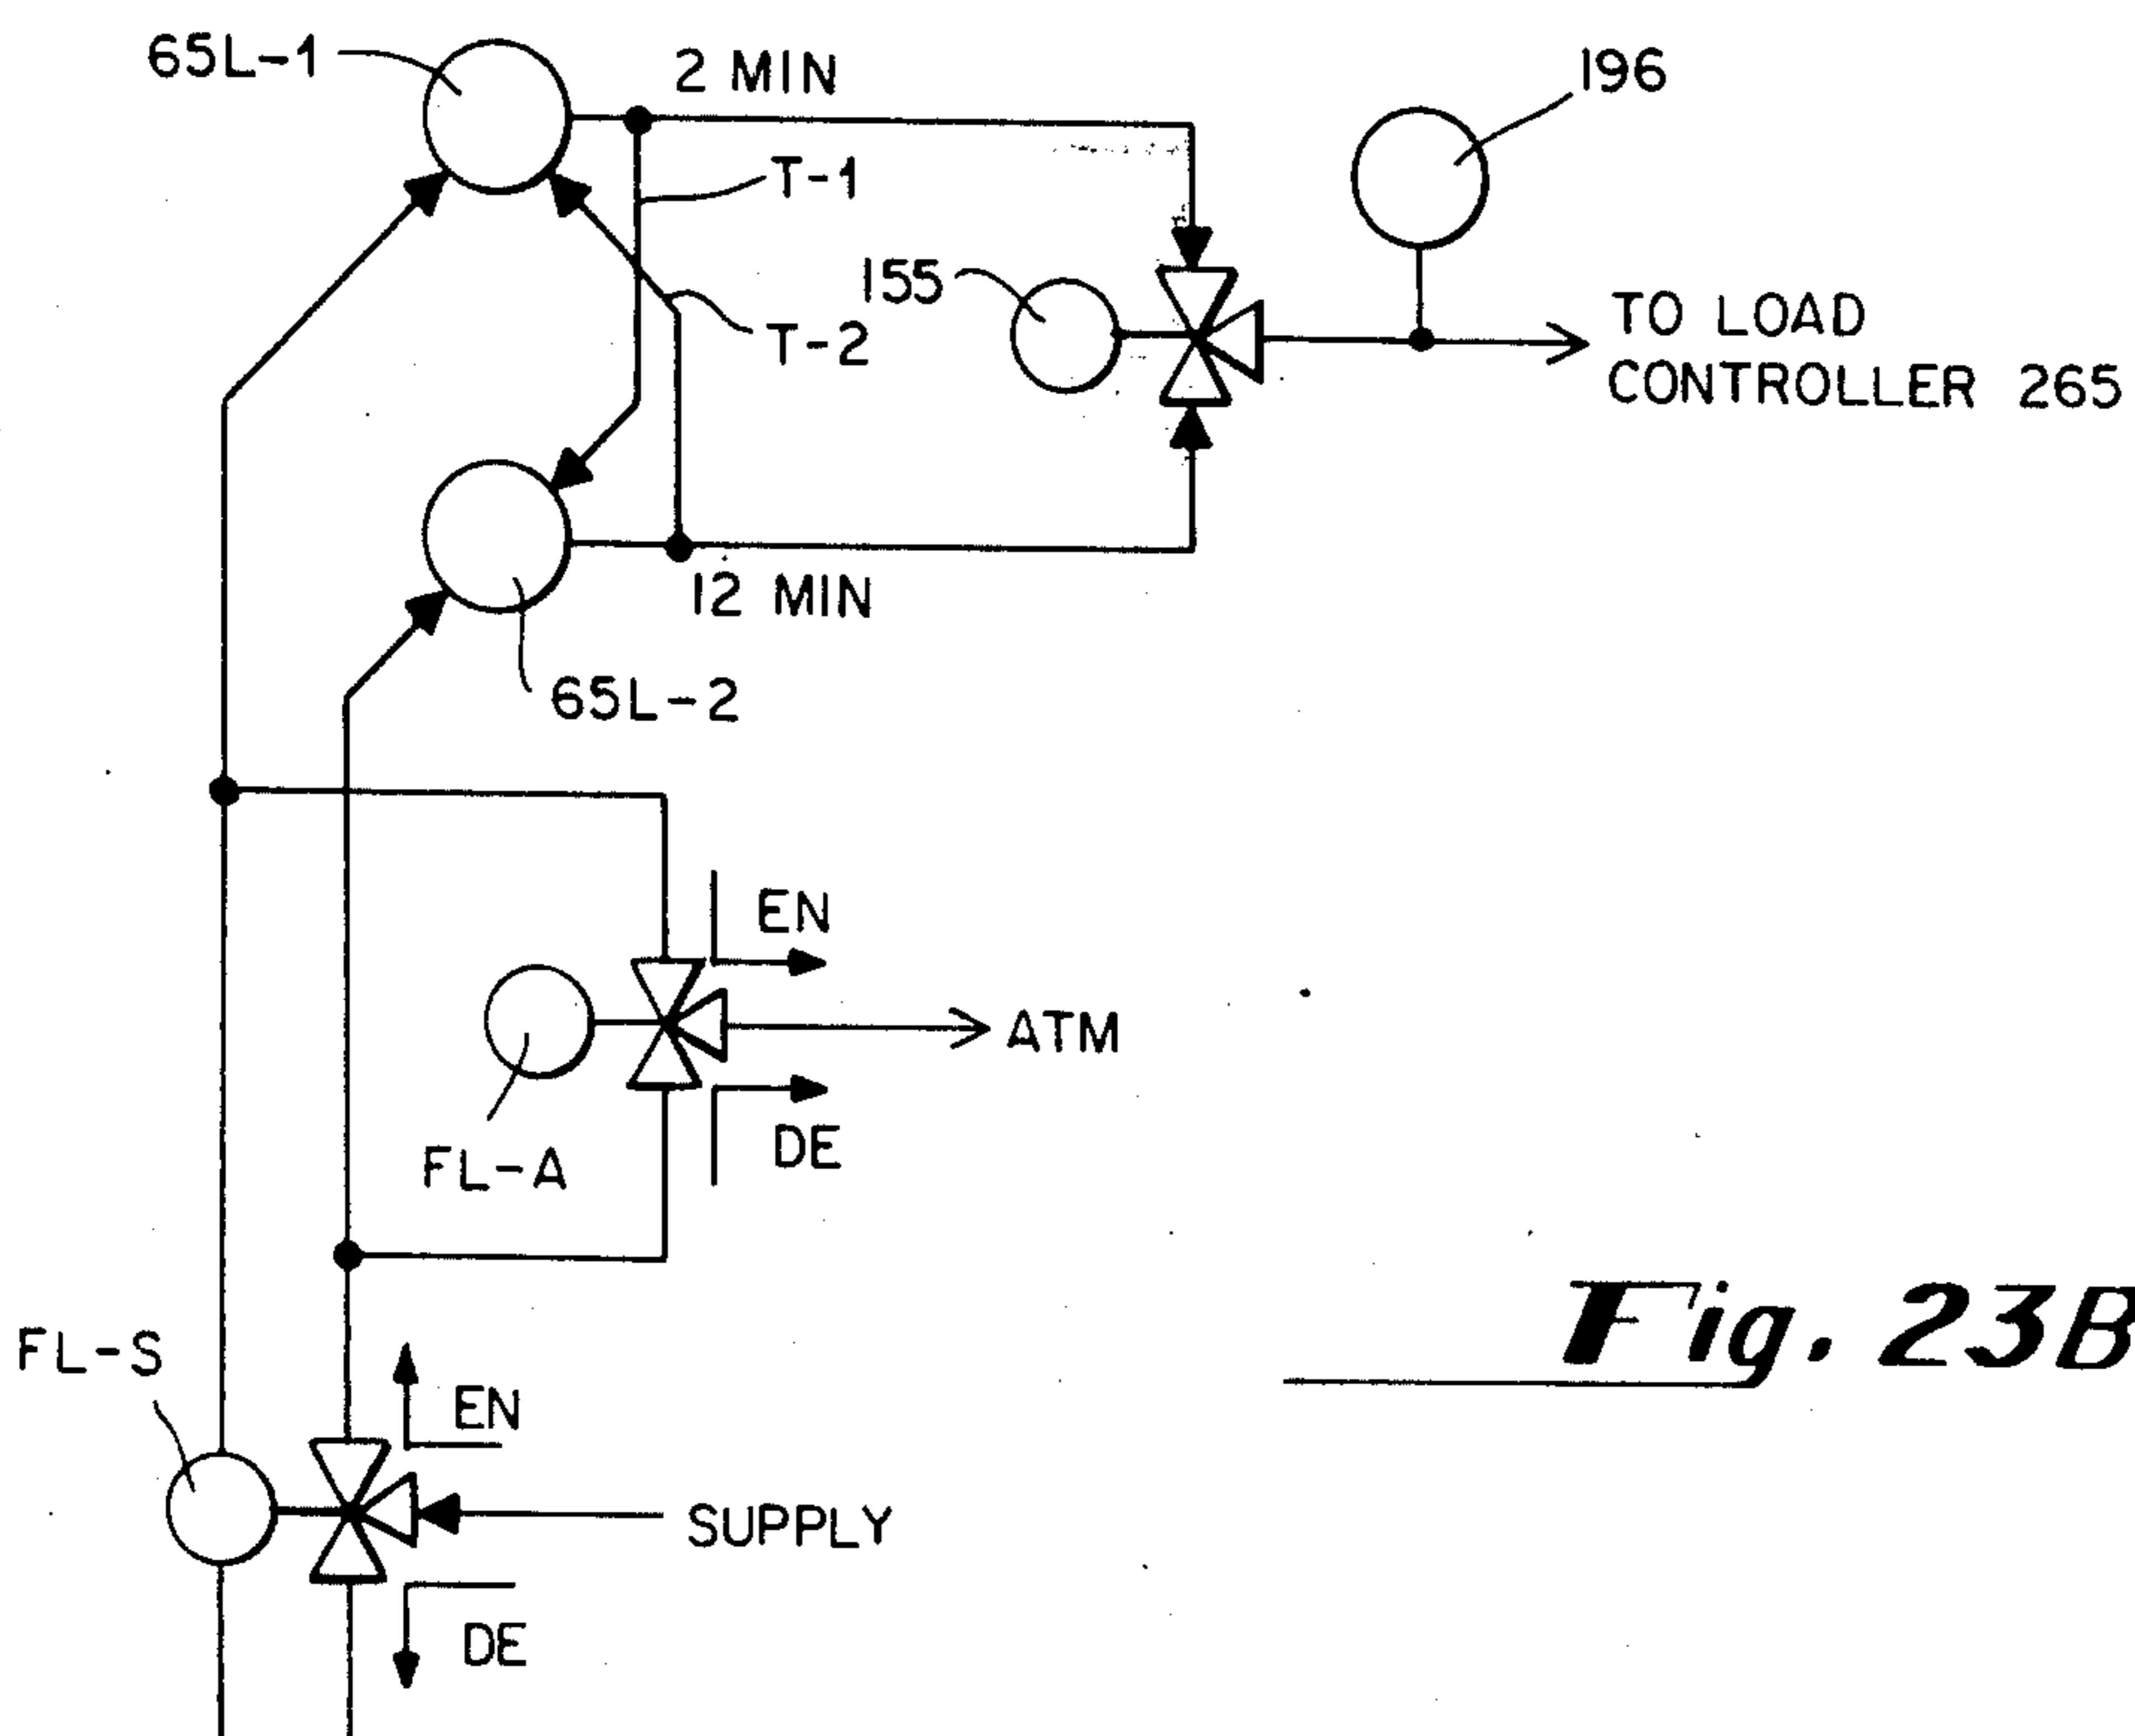 65L-1
2 MIN
196
T-1
155
T-2
TO LOAD
CONTROLLER 265
12 MIN
65L-2
EN
ATM
FL-A
DE
Fig. 23B
FL-S
EN
SUPPLY
DE